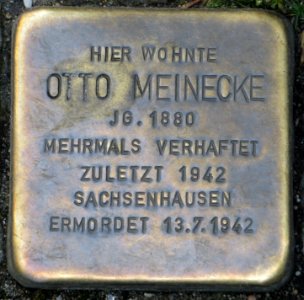 HIER WOHNTE
OTTO MEINECKE
JG. 1880
MEHRMALS VERHAFTET
ZULETZT 1942
SACHSENHAUSEN
ERMORDET 13.7.1942